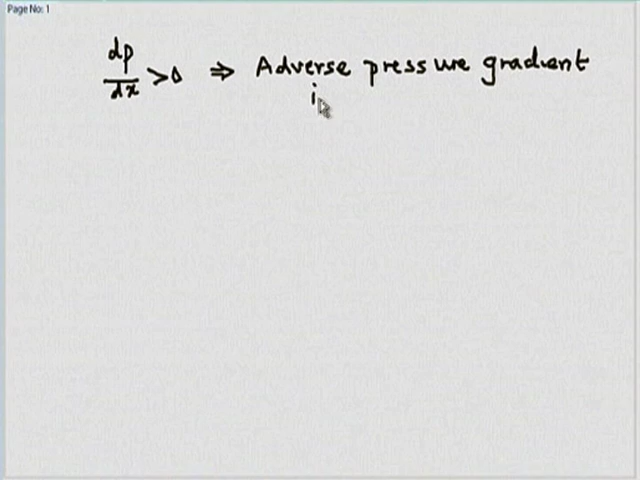 Page No: 1
dp/dx > 0 ⇒ Adverse pressure gradient
i